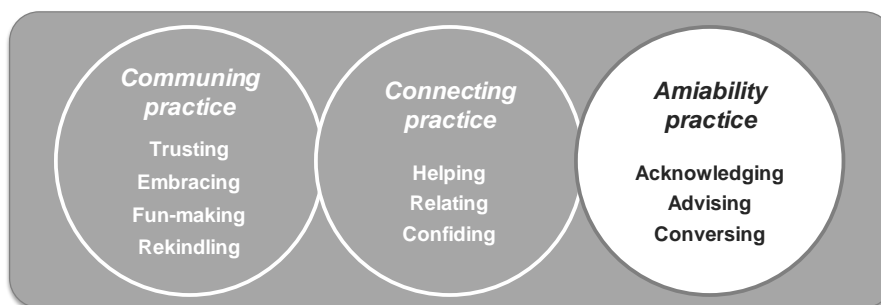 Communing
practice
Trusting
Embracing
Fun-making
Rekindling
Connecting
practice
Helping
Relating
Confiding
Amiability
practice
Acknowledging
Advising
Conversing